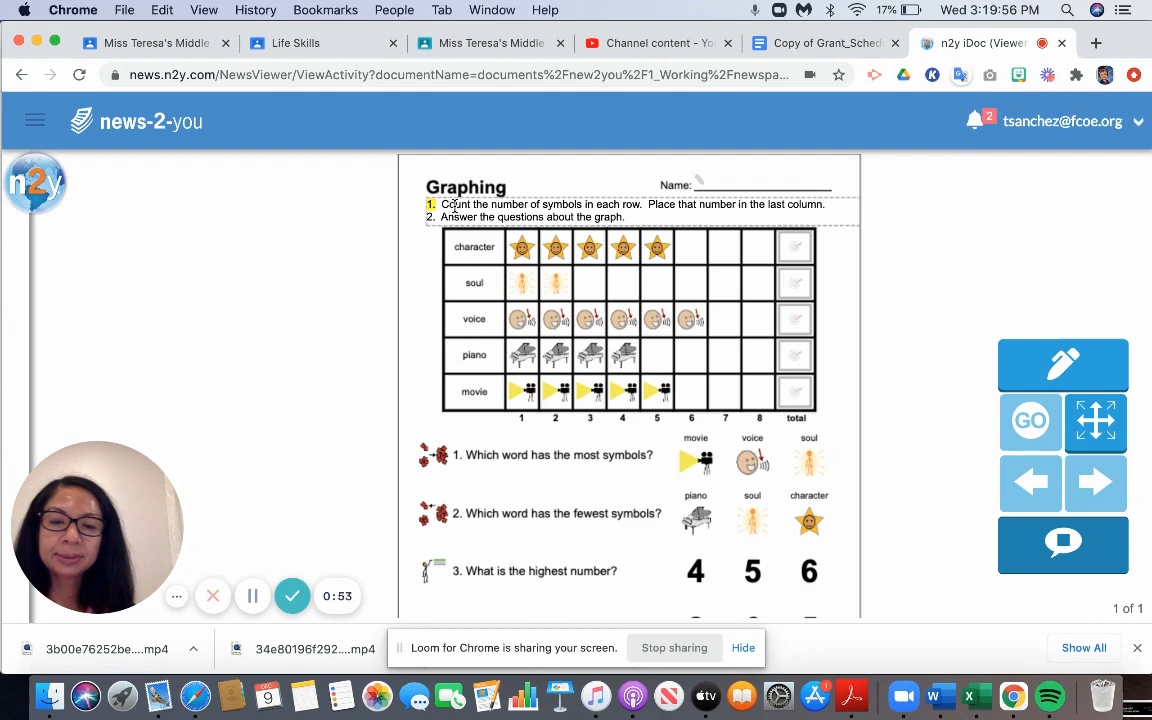 Chrome File Edit View History Bookmarks People Tab Window Help 17% Wed 3:19:56 PM
Miss Teresa's Middle Life Skills Miss Teresa's Middle Channel content - Yo Copy of Grant_Sched n2y iDoc (Viewer
news.n2y.com/NewsViewer/ViewActivity?documentName=documents%2Fnew2you%2F1_Working%2Fnewspa...
news-2-you
2 tsanchez@fcoe.org
n2y
Graphing Name:
1. Count the number of symbols in each row. Place that number in the last column.
2. Answer the questions about the graph.
character
soul
voice
piano
movie
1 2 3 4 5 6 7 8 total
movie voice soul
1. Which word has the most symbols?
piano soul character
2. Which word has the fewest symbols?
3. What is the highest number? 4 5 6
GO
0:53
1 of 1
3b00e76252be....mp4 34e80196f292....mp4 Loom for Chrome is sharing your screen. Stop sharing Hide Show All
DEC 9
1
tv